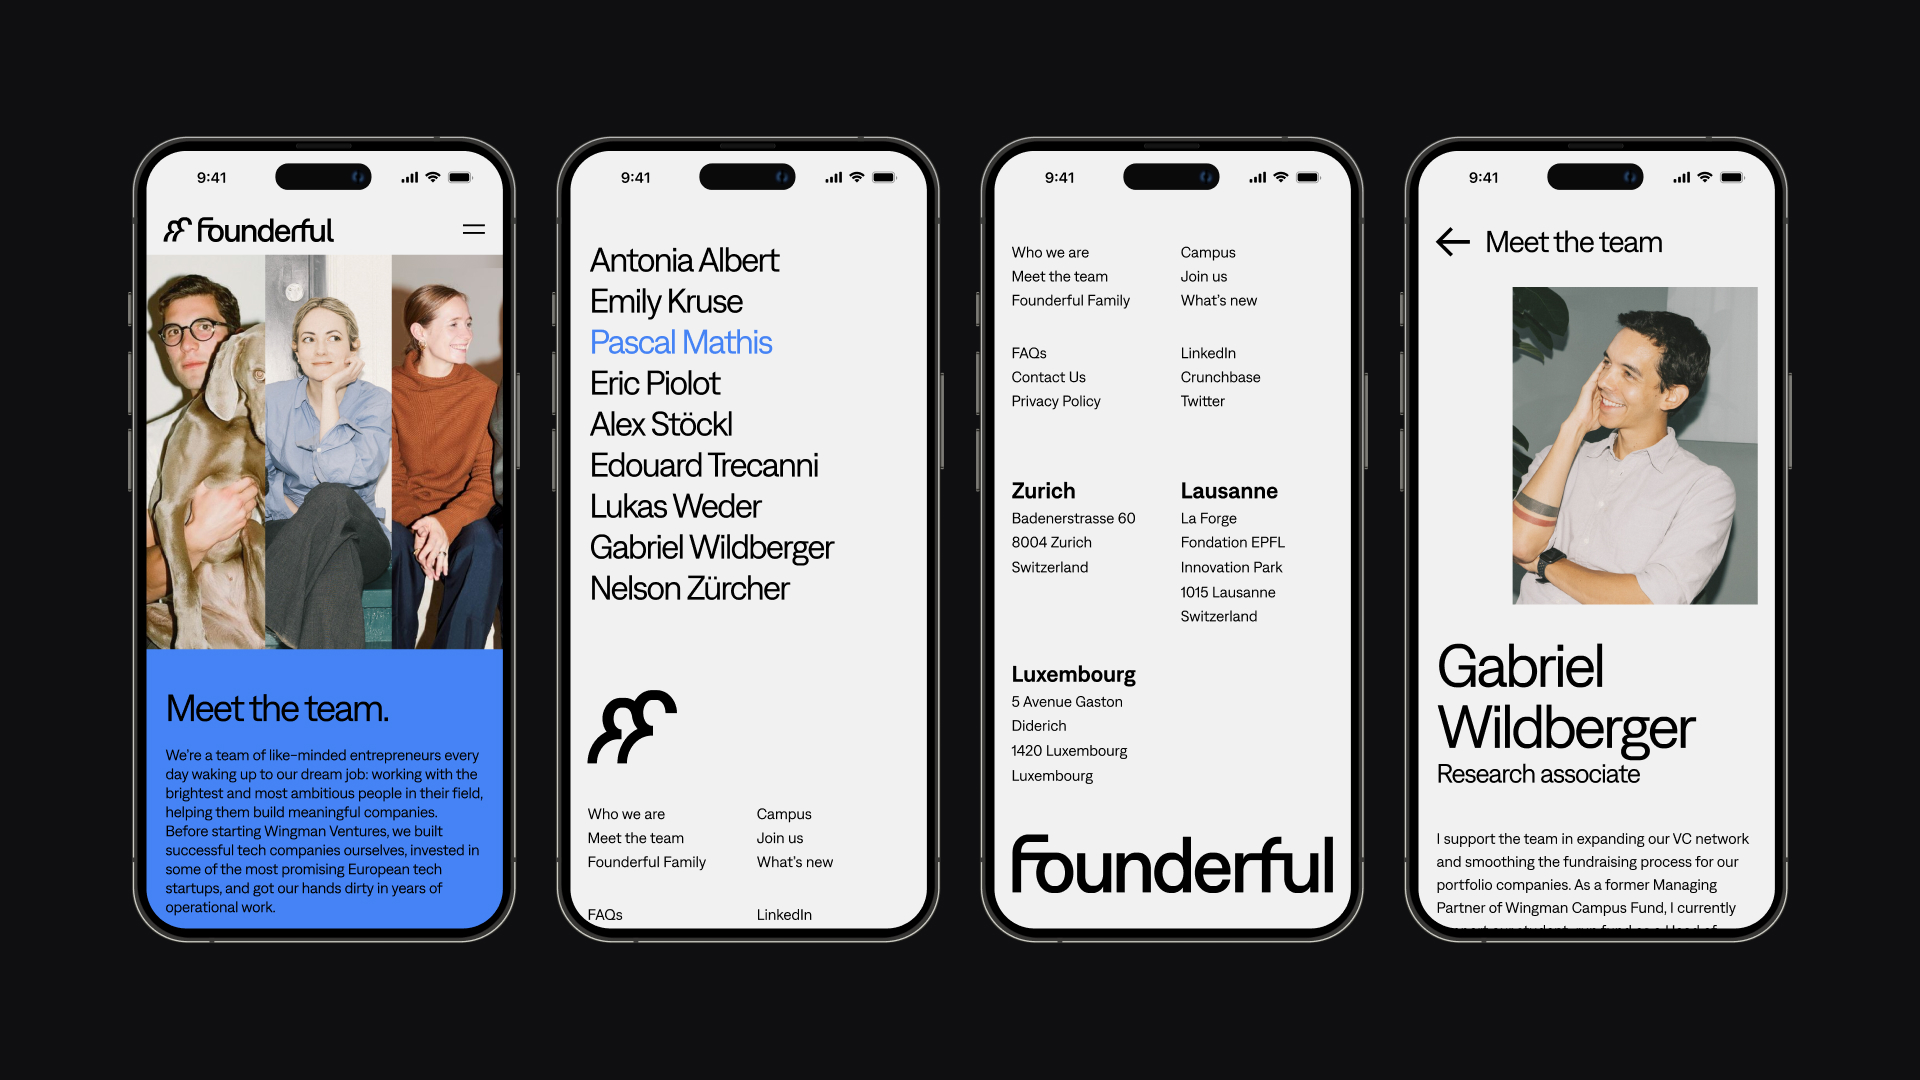 9:41
Founderful
Meet the team.
We're a team of like-minded entrepreneurs every
day waking up to our dream job: working with the
brightest and most ambitious people in their field,
helping them build meaningful companies.
Before starting Wingman Ventures, we built
successful tech companies ourselves, invested in
some of the most promising European tech
startups, and got our hands dirty in years of
operational work.
9:41
Antonia Albert
Emily Kruse
Pascal Mathis
Eric Piolot
Alex Stöckl
Edouard Trecanni
Lukas Weder
Gabriel Wildberger
Nelson Zürcher
Who we are
Meet the team
Founderful Family
Campus
Join us
What's new
FAQs
LinkedIn
9:41
Who we are
Meet the team
Founderful Family
Campus
Join us
What's new
FAQs
Contact Us
Privacy Policy
LinkedIn
Crunchbase
Twitter
Zurich
Badenerstrasse 60
8004 Zurich
Switzerland
Lausanne
La Forge
Fondation EPFL
Innovation Park
1015 Lausanne
Switzerland
Luxembourg
5 Avenue Gaston
Diderich
1420 Luxembourg
Luxembourg
Founderful
9:41
Meet the team
Gabriel
Wildberger
Research associate
I support the team in expanding our VC network
and smoothing the fundraising process for our
portfolio companies. As a former Managing
Partner of Wingman Campus Fund, I currently